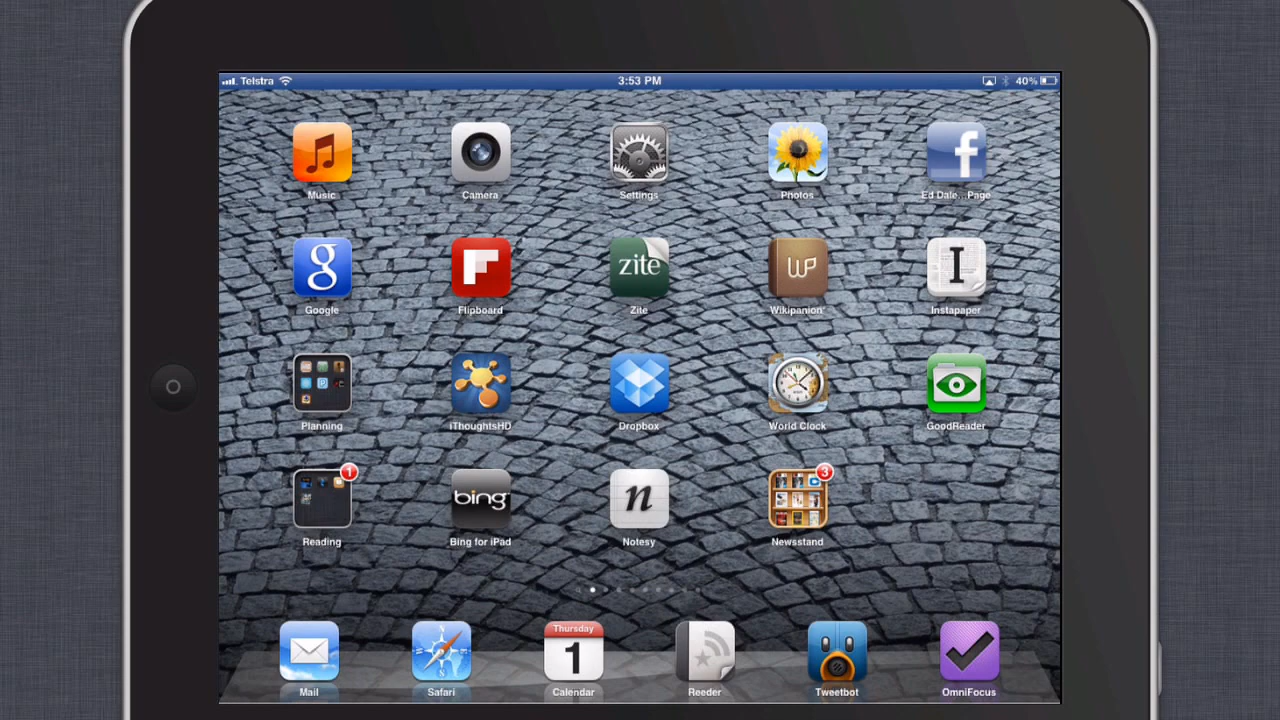 Telstra 3:53 PM 40%
Music Camera Settings Photos Ed Dale...Page
f
g zite WP I
Google Flipboard Zite Wikipanion Instapaper
Planning iThoughtsHD Dropbox World Clock GoodReader
1 bing n 3
Reading Bing for iPad Notesy Newsstand
Thursday
1
Mail Safari Calendar Reeder Tweetbot OmniFocus